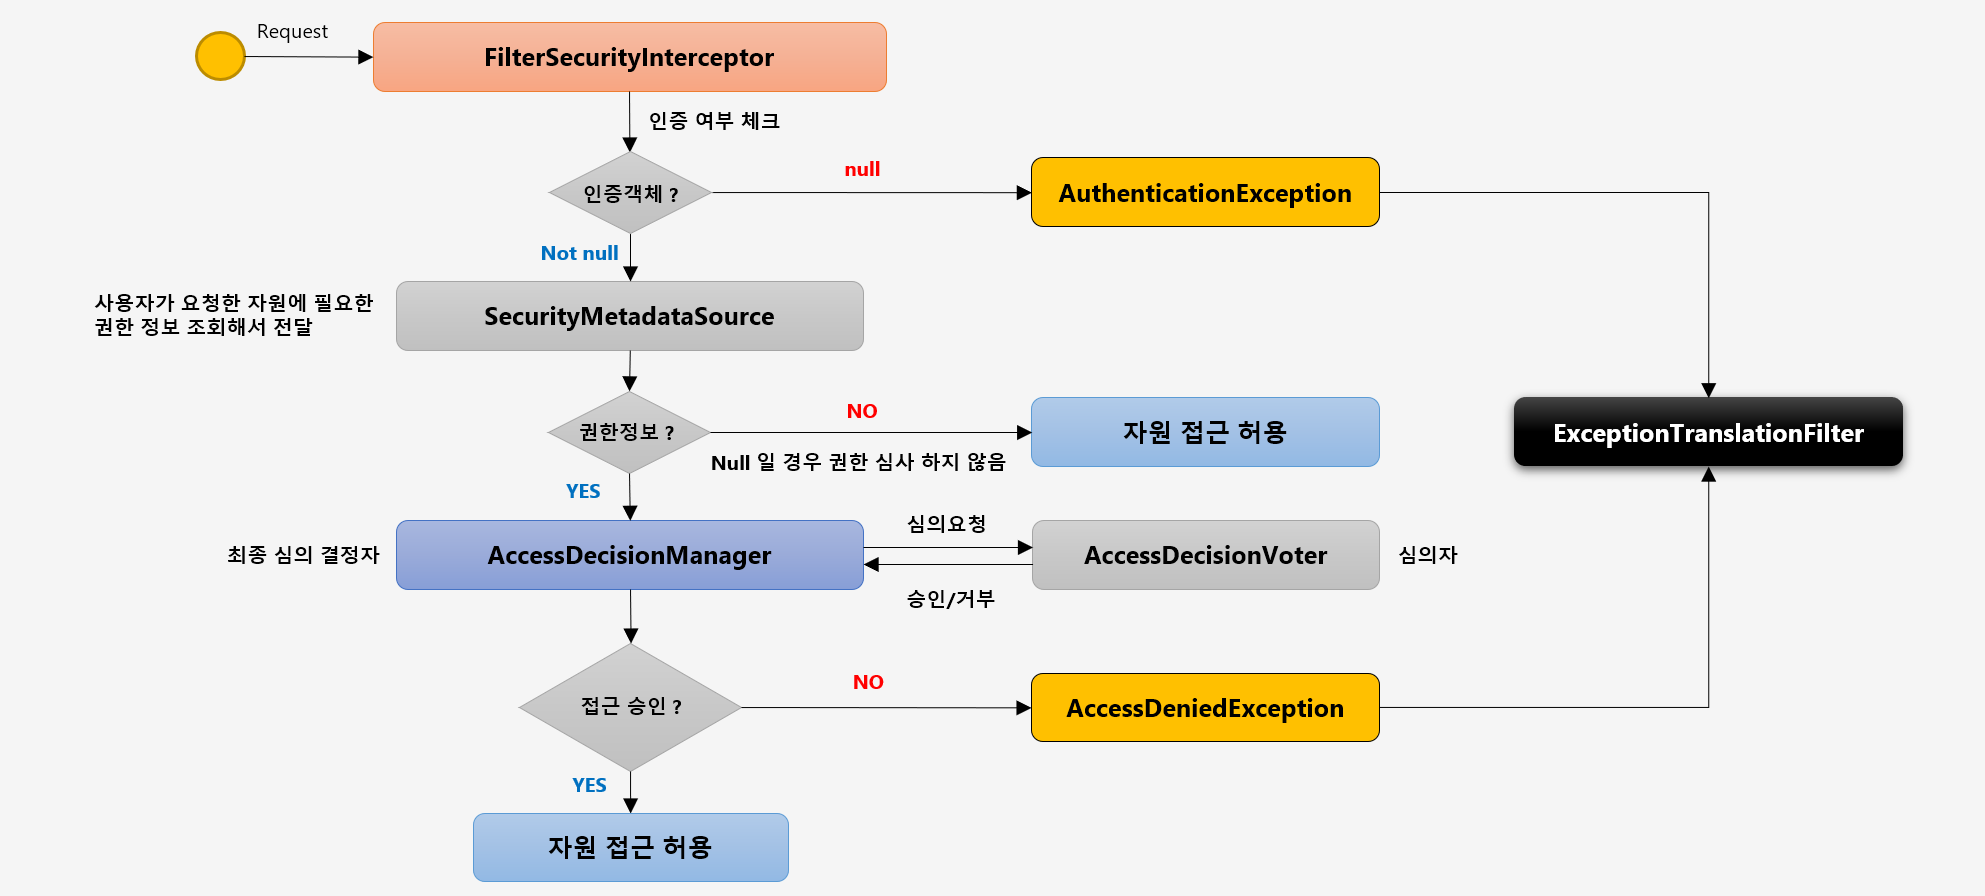 Request
FilterSecurityInterceptor
인증 여부 체크
인증객체 ?
null
AuthenticationException
Not null
사용자가 요청한 자원에 필요한
권한 정보 조회해서 전달
SecurityMetadataSource
권한정보 ?
NO
Null 일 경우 권한 심사 하지 않음
자원 접근 허용
ExceptionTranslationFilter
YES
최종 심의 결정자
AccessDecisionManager
심의요청
승인/거부
AccessDecisionVoter
심의자
접근 승인 ?
NO
AccessDeniedException
YES
자원 접근 허용